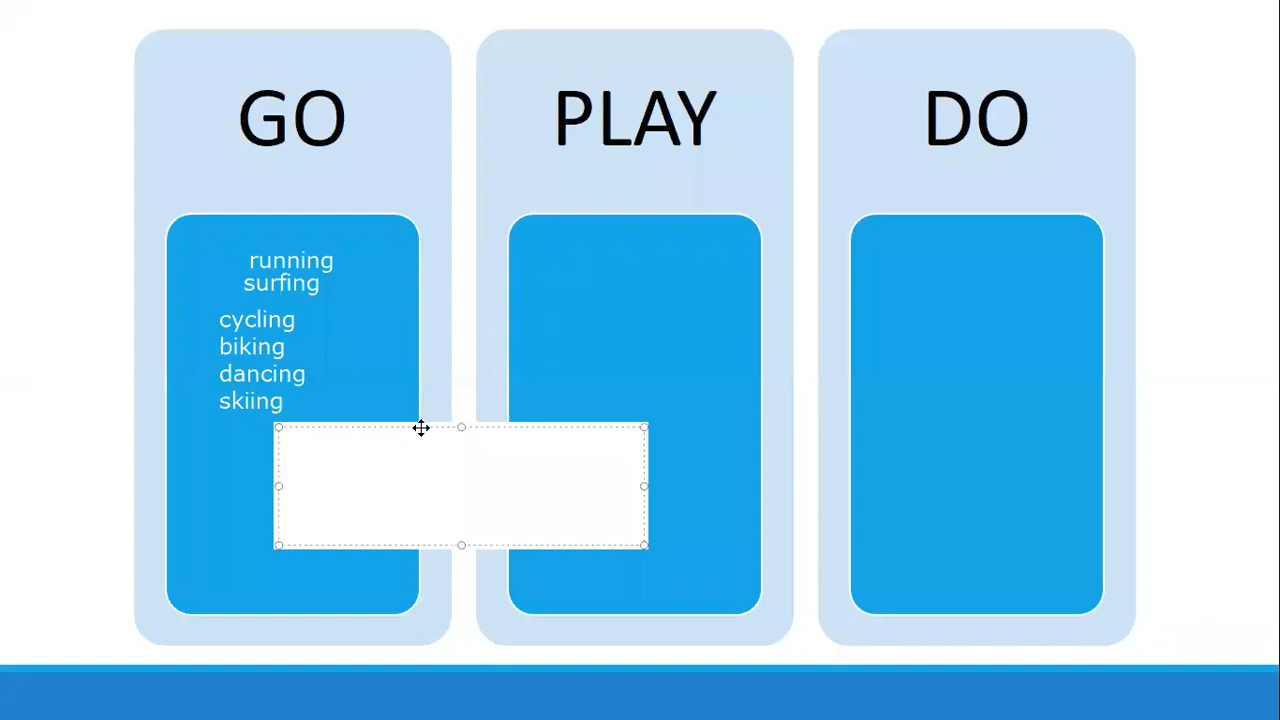 GO
PLAY
DO
running
surfing
cycling
biking
dancing
skiing